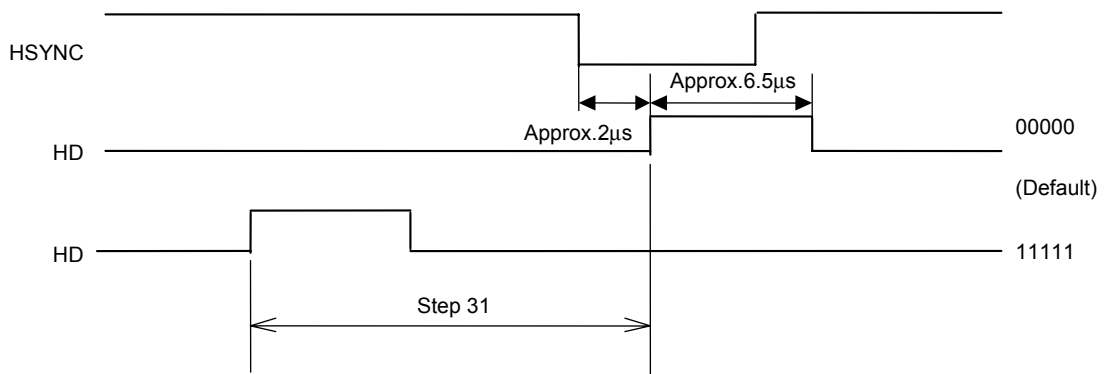 HSYNC
Approx.6.5μs
Approx.2μs
00000
HD
(Default)
HD
11111
Step 31